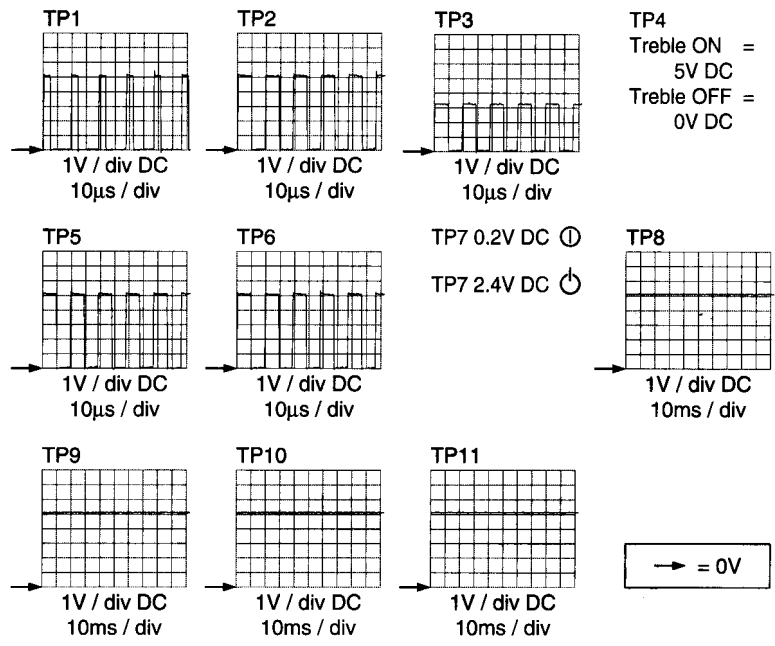 TP1
1V / div DC
10µs / div
TP2
1V / div DC
10µs / div
TP3
1V / div DC
10µs / div
TP4
Treble ON =
5V DC
Treble OFF =
0V DC
TP5
1V / div DC
10µs / div
TP6
1V / div DC
10µs / div
TP7 0.2V DC
TP7 2.4V DC
TP8
1V / div DC
10ms / div
TP9
1V / div DC
10ms / div
TP10
1V / div DC
10ms / div
TP11
1V / div DC
10ms / div
→ = 0V